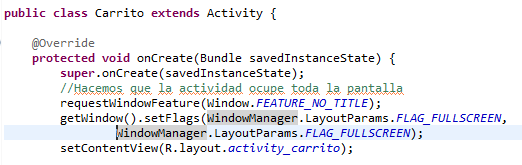 public class Carrito extends Activity {
@Override
protected void onCreate(Bundle savedInstanceState) {
super.onCreate(savedInstanceState);
//Hacemos que la actividad ocupe toda la pantalla
requestWindowFeature(Window.FEATURE_NO_TITLE);
getWindow().setFlags(WindowManager.LayoutParams.FLAG_FULLSCREEN,
WindowManager.LayoutParams.FLAG_FULLSCREEN);
setContentView(R.layout.activity_carrito);